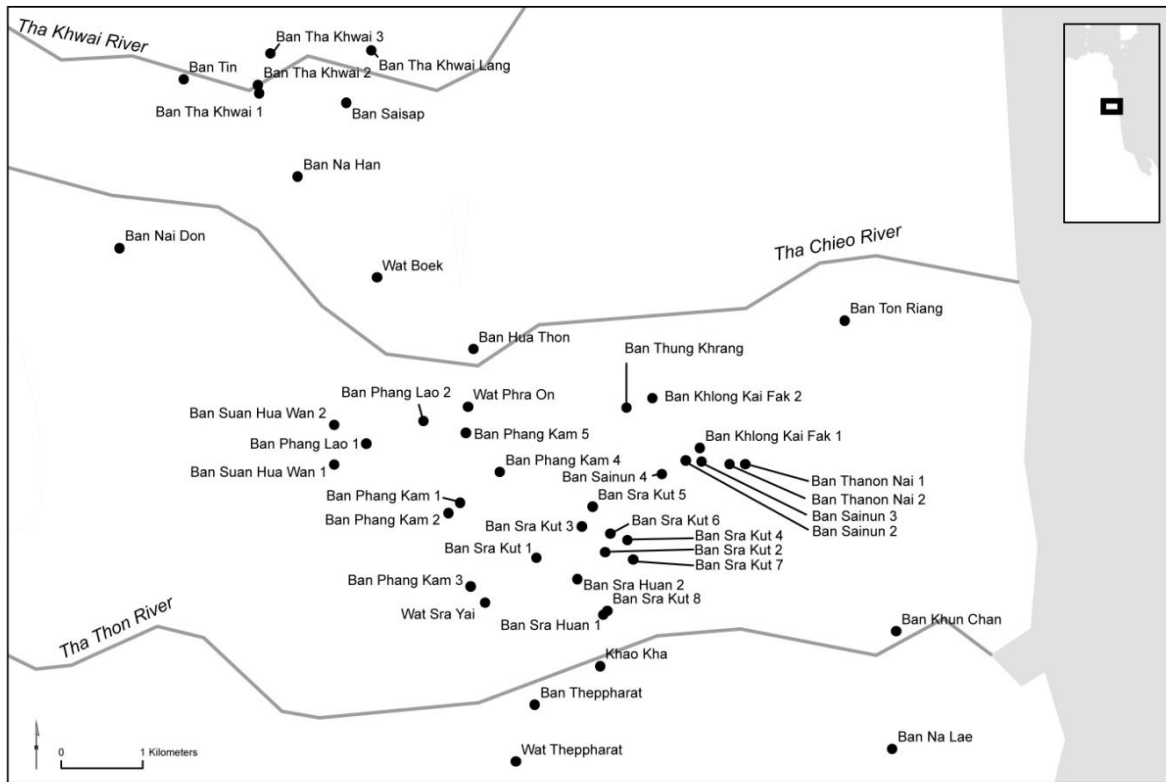 Tha Khwai River
Ban Tha Khwai 3
Ban Tin
Ban Tha Khwai 2
Ban Tha Khwai Lang
Ban Tha Khwai 1
Ban Saisap
Ban Na Han
Ban Nai Don
Tha Chieo River
Wat Boek
Ban Ton Riang
Ban Hua Thon
Ban Thung Khrang
Ban Phang Lao 2
Wat Phra On
Ban Khlong Kai Fak 2
Ban Suan Hua Wan 2
Ban Phang Kam 5
Ban Phang Lao 1
Ban Khlong Kai Fak 1
Ban Phang Kam 4
Ban Suan Hua Wan 1
Ban Sainun 4
Ban Thanon Nai 1
Ban Thanon Nai 2
Ban Phang Kam 1
Ban Sra Kut 5
Ban Sainun 3
Ban Phang Kam 2
Ban Sra Kut 3
Ban Sra Kut 6
Ban Sainun 2
Ban Sra Kut 4
Ban Sra Kut 1
Ban Sra Kut 2
Ban Sra Kut 7
Ban Phang Kam 3
Ban Sra Huan 2
Ban Sra Kut 8
Wat Sra Yai
Ban Sra Huan 1
Tha Thon River
Ban Khun Chan
Khao Kha
Ban Theppharat
Ban Na Lae
Wat Theppharat
0 1 Kilometers